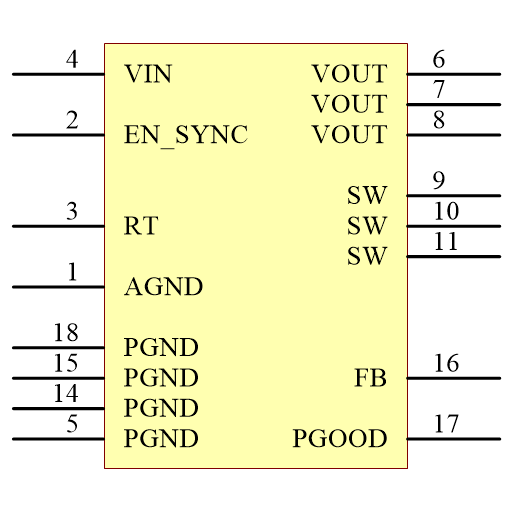 4 VIN VOUT 6
VOUT 7
2 EN_SYNC VOUT 8
SW 9
3 RT SW 10
SW 11
1 AGND
18 PGND
15 PGND FB 16
14 PGND
5 PGND PGOOD 17